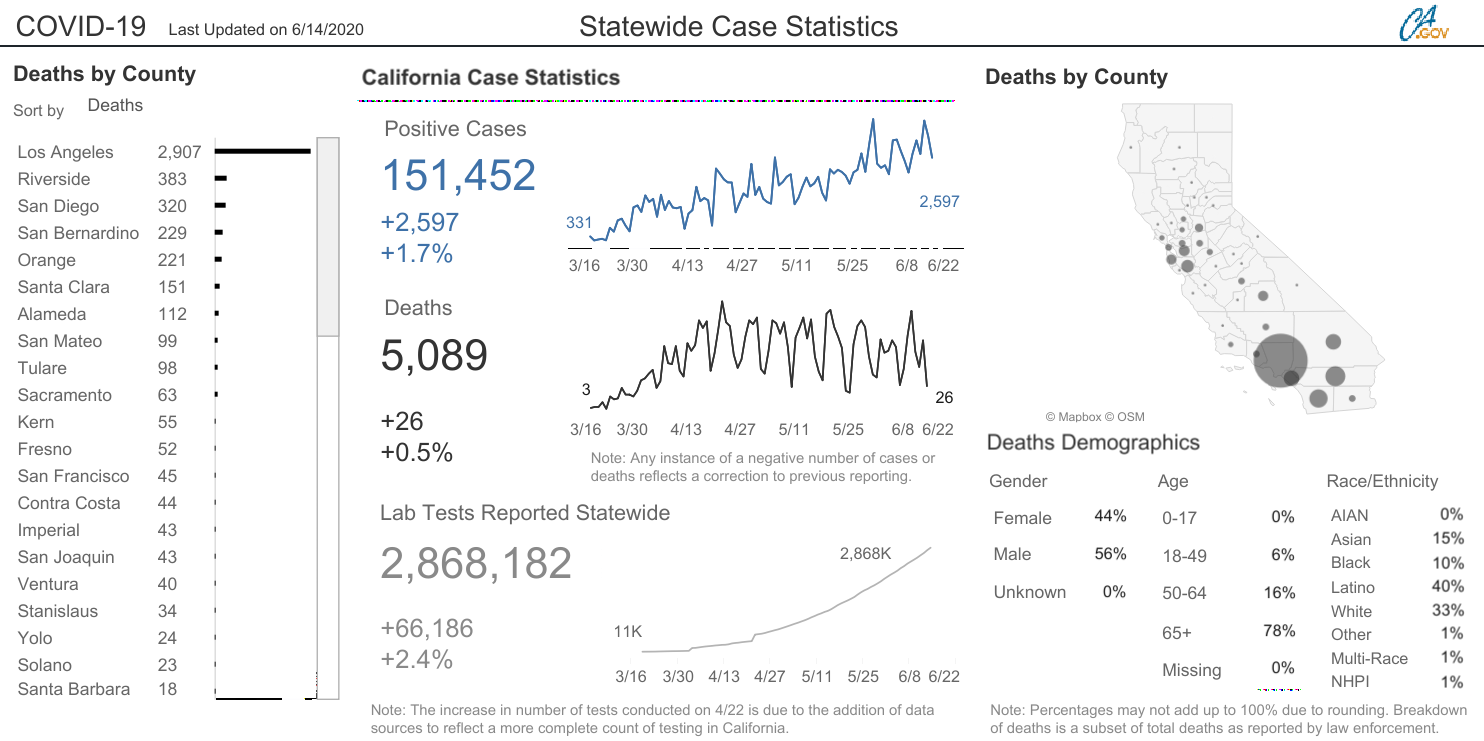 COVID-19 Last Updated on 6/14/2020
Statewide Case Statistics
CA.GOV
Deaths by County
Sort by Deaths
Los Angeles 2,907
Riverside 383
San Diego 320
San Bernardino 229
Orange 221
Santa Clara 151
Alameda 112
San Mateo 99
Tulare 98
Sacramento 63
Kern 55
Fresno 52
San Francisco 45
Contra Costa 44
Imperial 43
San Joaquin 43
Ventura 40
Stanislaus 34
Yolo 24
Solano 23
Santa Barbara 18
California Case Statistics
Positive Cases
151,452
+2,597
+1.7%
331
2,597
3/16 3/30 4/13 4/27 5/11 5/25 6/8 6/22
Deaths
5,089
+26
+0.5%
3
26
3/16 3/30 4/13 4/27 5/11 5/25 6/8 6/22
Note: Any instance of a negative number of cases or
deaths reflects a correction to previous reporting.
Lab Tests Reported Statewide
2,868,182
+66,186
+2.4%
11K
2,868K
3/16 3/30 4/13 4/27 5/11 5/25 6/8 6/22
Note: The increase in number of tests conducted on 4/22 is due to the addition of data
sources to reflect a more complete count of testing in California.
Deaths by County
© Mapbox © OSM
Deaths Demographics
Gender
Female 44%
Male 56%
Unknown 0%
Age
0-17 0%
18-49 6%
50-64 16%
65+ 78%
Missing 0%
Race/Ethnicity
AIAN 0%
Asian 15%
Black 10%
Latino 40%
White 33%
Other 1%
Multi-Race 1%
NHPI 1%
Note: Percentages may not add up to 100% due to rounding. Breakdown
of deaths is a subset of total deaths as reported by law enforcement.